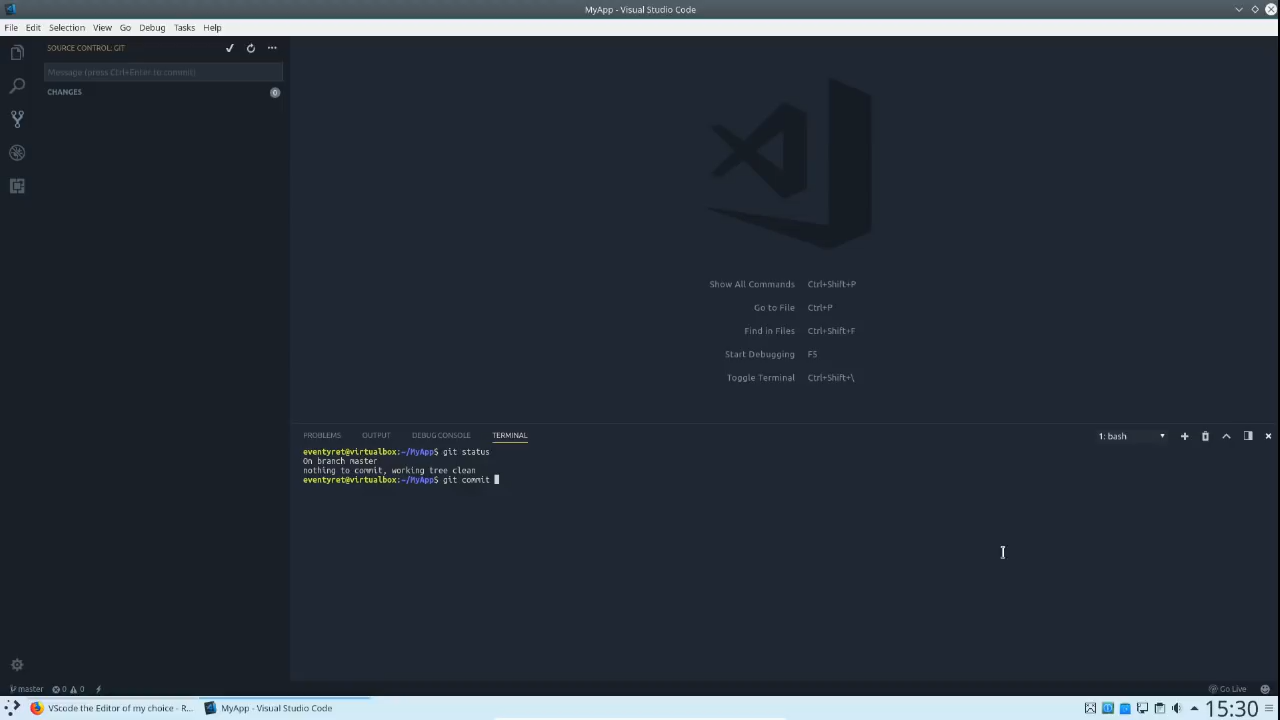 MyApp - Visual Studio Code
File Edit Selection View Go Debug Tasks Help
SOURCE CONTROL: GIT
Message (press Ctrl+Enter to commit)
CHANGES 0
Show All Commands Ctrl+Shift+P
Go to File Ctrl+P
Find in Files Ctrl+Shift+F
Start Debugging F5
Toggle Terminal Ctrl+Shift+\
PROBLEMS OUTPUT DEBUG CONSOLE TERMINAL 1: bash
eventyret@virtualbox:~/MyApp$ git status
On branch master
nothing to commit, working tree clean
eventyret@virtualbox:~/MyApp$ git commit
master 0 0 Go Live
VScode the Editor of my choice - R... MyApp - Visual Studio Code 15:30